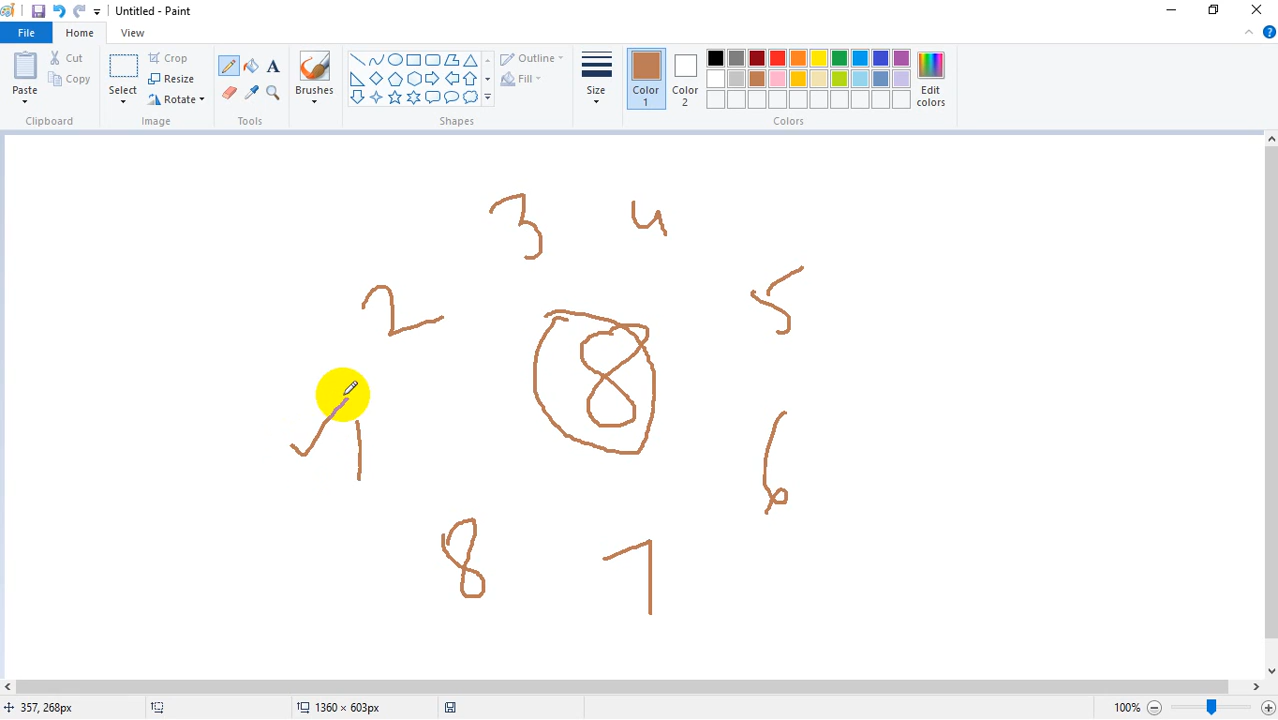 Untitled - Paint
File Home View
Paste
Cut
Copy
Clipboard
Select
Crop
Resize
Rotate
Image
A
Tools
Brushes
Shapes
Outline
Fill
Size
Color 1
Color 2
Edit colors
Colors
3 4
2 5
8
1 6
8 7
357, 268px
1360 × 603px
100%